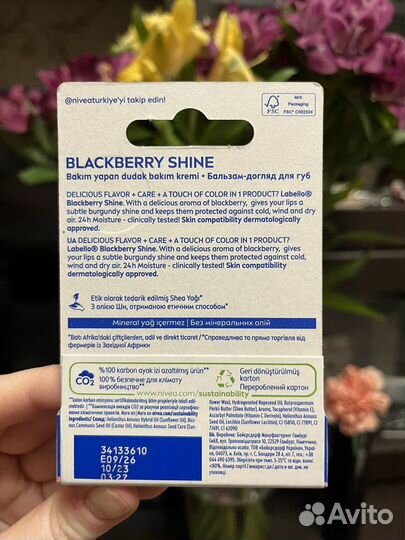 @niveaturkiye'yi takip edin!
FSC
MIX
Packaging
FSC® C002324
BLACKBERRY SHINE
Bakım yapan dudak bakım kremi • Бальзам-догляд для губ
DELICIOUS FLAVOR + CARE + A TOUCH OF COLOR IN 1 PRODUCT? Labello®
Blackberry Shine. With a delicious aroma of blackberry, gives your lips a
subtle burgundy shine and keeps them protected against cold, wind and dry
air. 24h Moisture - clinically tested! Skin compatibility dermatologically
approved.
UA DELICIOUS FLAVOR + CARE + A TOUCH OF COLOR IN 1 PRODUCT?
Labello® Blackberry Shine. With a delicious aroma of blackberry, gives
your lips a subtle burgundy shine and keeps them protected against cold,
wind and dry air. 24h Moisture - clinically tested! Skin compatibility
dermatologically approved.
Etik olarak tedarik edilmiş Shea Yağı*
З олією Ши, отриманою етичним способом*
Mineral yağ içermez | Без мінеральних олій
*Batı Afrika'daki çiftçilerden, adil ve direkt olarak/*Справедлива та пряма торгівля від
фермерів із Західної Африки
CO2
%100 karbon ayak izi azaltılmış ürün**
100% безпечне для клімату
виробництво**
Geri dönüştürülmüş
karton
Перероблений картон
www.nivea.com/sustainability
34133610
E09/26
10/23
03:22
Avito